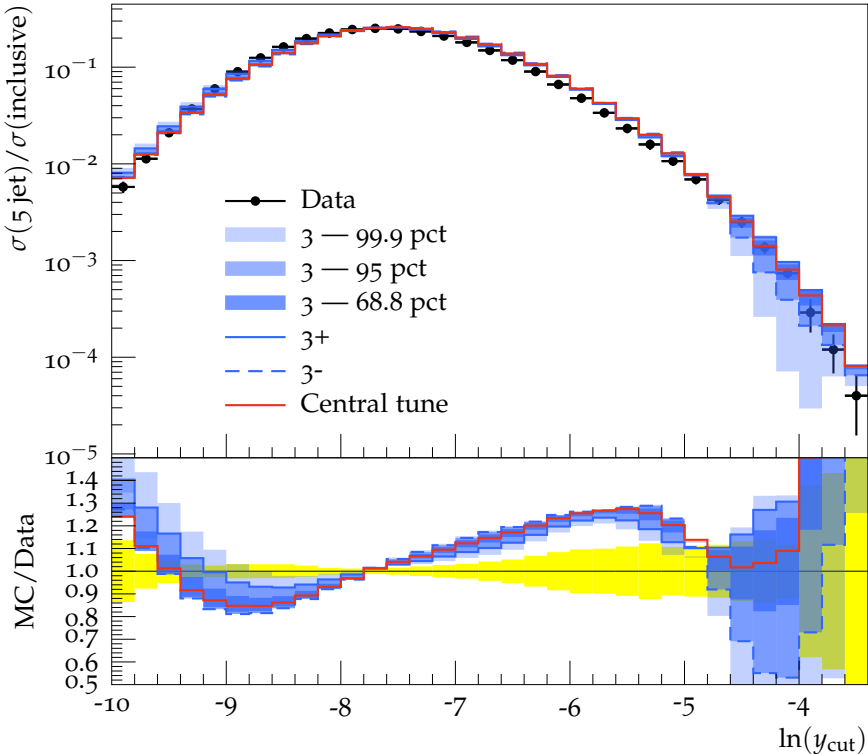 σ(5 jet)/σ(inclusive)
10⁻¹
10⁻²
10⁻³
10⁻⁴
10⁻⁵
Data
3 — 99.9 pct
3 — 95 pct
3 — 68.8 pct
3+
3-
Central tune
MC/Data
1.4
1.3
1.2
1.1
1.0
0.9
0.8
0.7
0.6
0.5
-10 -9 -8 -7 -6 -5 -4
ln(y_cut)